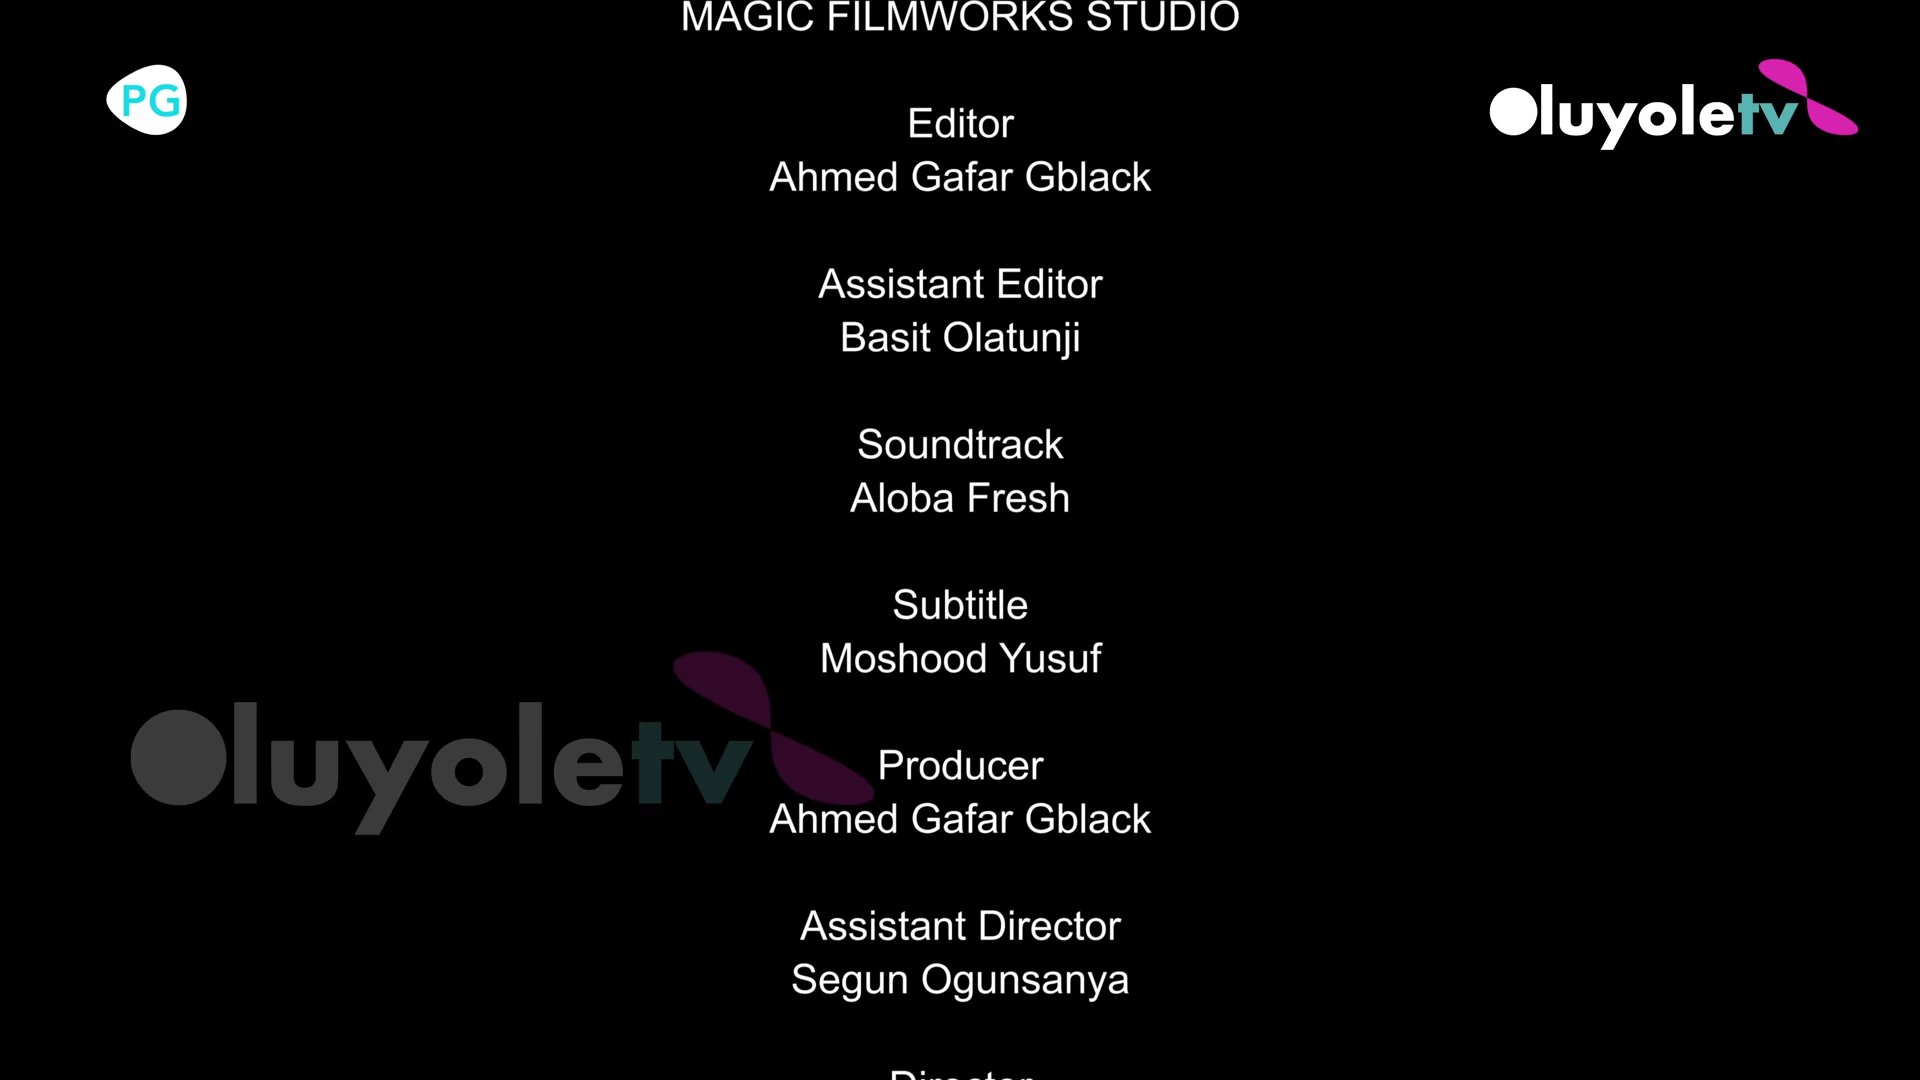 MAGIC FILMWORKS STUDIO
PG
Oluyoletv
Editor
Ahmed Gafar Gblack
Assistant Editor
Basit Olatunji
Soundtrack
Aloba Fresh
Subtitle
Moshood Yusuf
Oluyoletv
Producer
Ahmed Gafar Gblack
Assistant Director
Segun Ogunsanya
Director